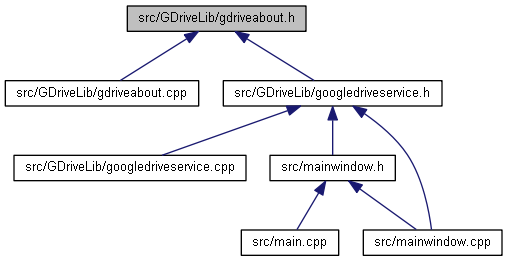 src/GDriveLib/gdriveabout.h
src/GDriveLib/gdriveabout.cpp
src/GDriveLib/googledriveservice.h
src/GDriveLib/googledriveservice.cpp
src/mainwindow.h
src/main.cpp
src/mainwindow.cpp